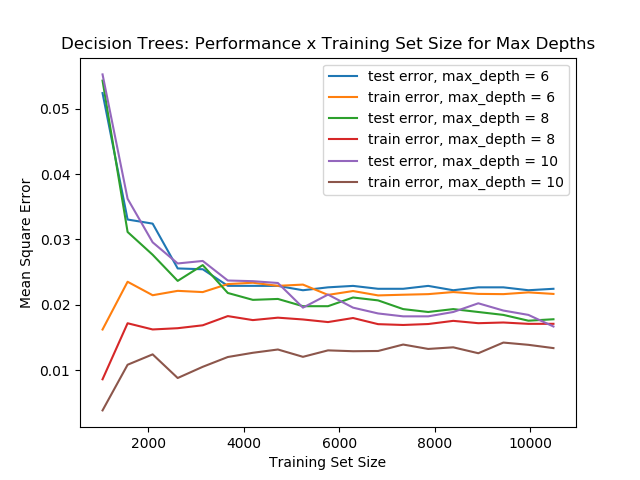 Decision Trees: Performance x Training Set Size for Max Depths
test error, max_depth = 6
train error, max_depth = 6
test error, max_depth = 8
train error, max_depth = 8
test error, max_depth = 10
train error, max_depth = 10
Mean Square Error
0.05
0.04
0.03
0.02
0.01
2000 4000 6000 8000 10000
Training Set Size